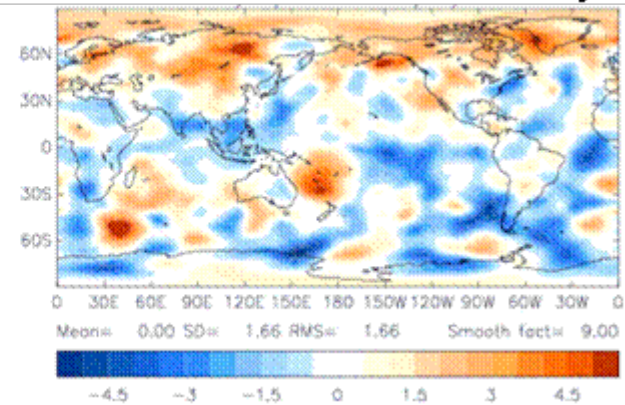 60N
30N
0
30S
60S
0 30E 60E 90E 120E 150E 180 150W 120W 90W 60W 30W 0
Mean= 0.00 SD= 1.66 RMS= 1.66 Smooth fact= 9.00
-4.5 -3 -1.5 0 1.5 3 4.5